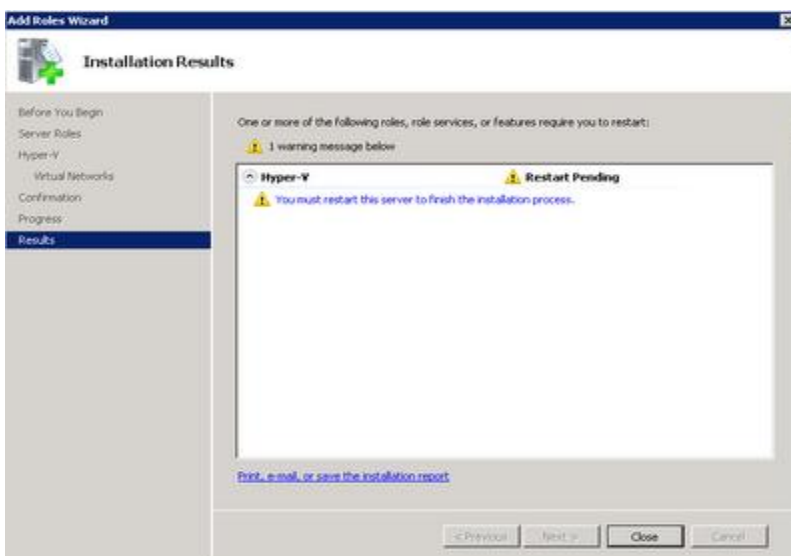 Add Roles Wizard
Installation Results
Before You Begin
Server Roles
Hyper-V
Virtual Networks
Confirmation
Progress
Results
One or more of the following roles, role services, or features require you to restart:
1 warning message below
Hyper-V Restart Pending
You must restart this server to finish the installation process.
Print, e-mail, or save the installation report
< Previous Next > Close Cancel